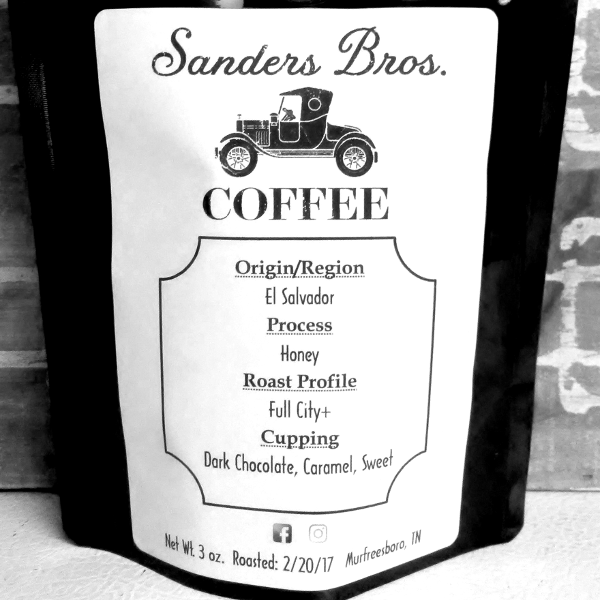 Sanders Bros.
COFFEE
Origin/Region
El Salvador
Process
Honey
Roast Profile
Full City+
Cupping
Dark Chocolate, Caramel, Sweet
Net Wt. 3 oz. Roasted: 2/20/17 Murfreesboro, TN